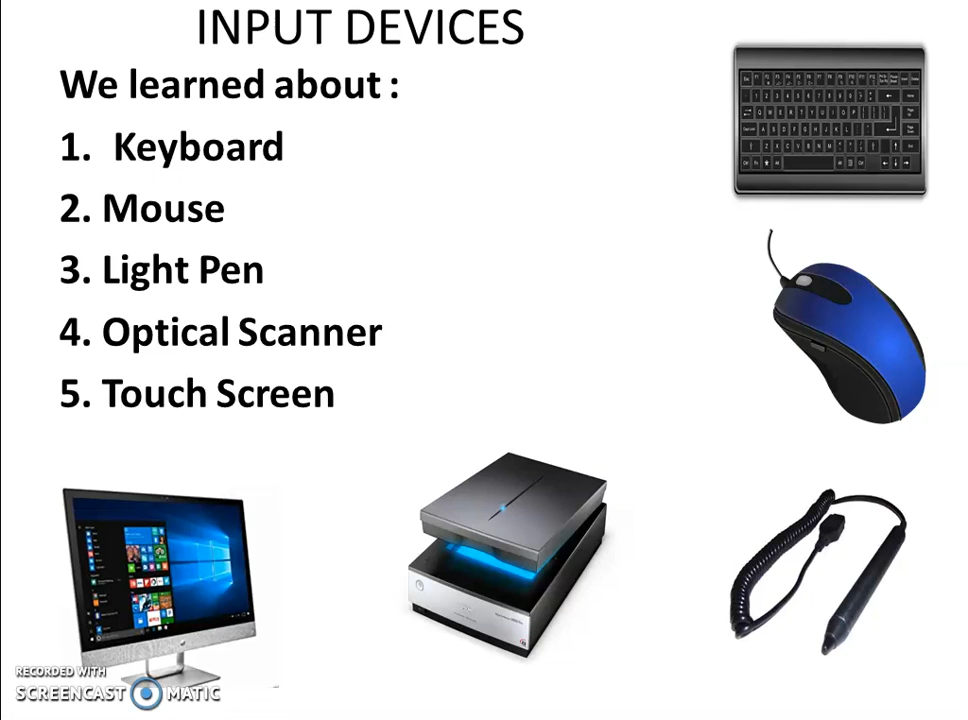 INPUT DEVICES
We learned about :
1. Keyboard
2. Mouse
3. Light Pen
4. Optical Scanner
5. Touch Screen
RECORDED WITH
SCREENCAST MATIC